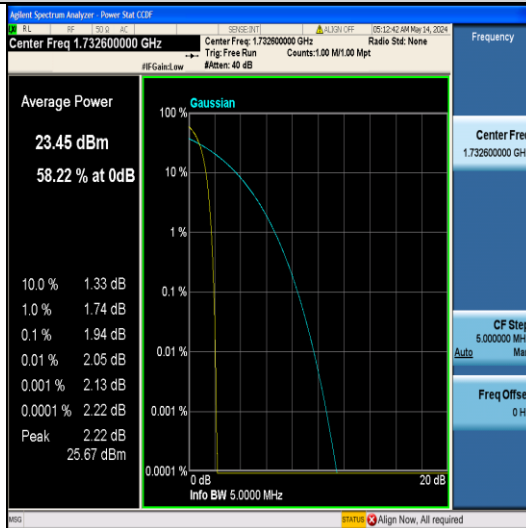 Agilent Spectrum Analyzer - Power Stat CCDF
RL RF 50 Ω AC SENSE:INT ALIGN OFF 05:12:42 AM May 14, 2024
Center Freq 1.732600000 GHz
Center Freq: 1.732600000 GHz Radio Std: None
Trig: Free Run Counts:1.00 M/1.00 Mpt
#IFGain:Low #Atten: 40 dB
Frequency
Average Power
23.45 dBm
58.22 % at 0dB
10.0 % 1.33 dB
1.0 % 1.74 dB
0.1 % 1.94 dB
0.01 % 2.05 dB
0.001 % 2.13 dB
0.0001 % 2.22 dB
Peak 2.22 dB
25.67 dBm
Gaussian
100 %
10 %
1 %
0.1 %
0.01 %
0.001 %
0.0001 %
0 dB 20 dB
Info BW 5.0000 MHz
Center Fre
1.732600000 GH
CF Step
5.000000 MH
Auto Ma
Freq Offse
0 H
MSG STATUS Align Now, All required